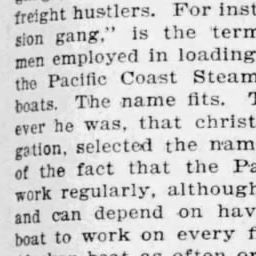 freight hustlers. For inst
sion gang," is the term
men employed in loading
the Pacific Coast Steam
boats. The name fits.
ever he was, that christ
gation, selected the nam
of the fact that the Pa
work regularly, although
and can depend on hav
boat to work on every f